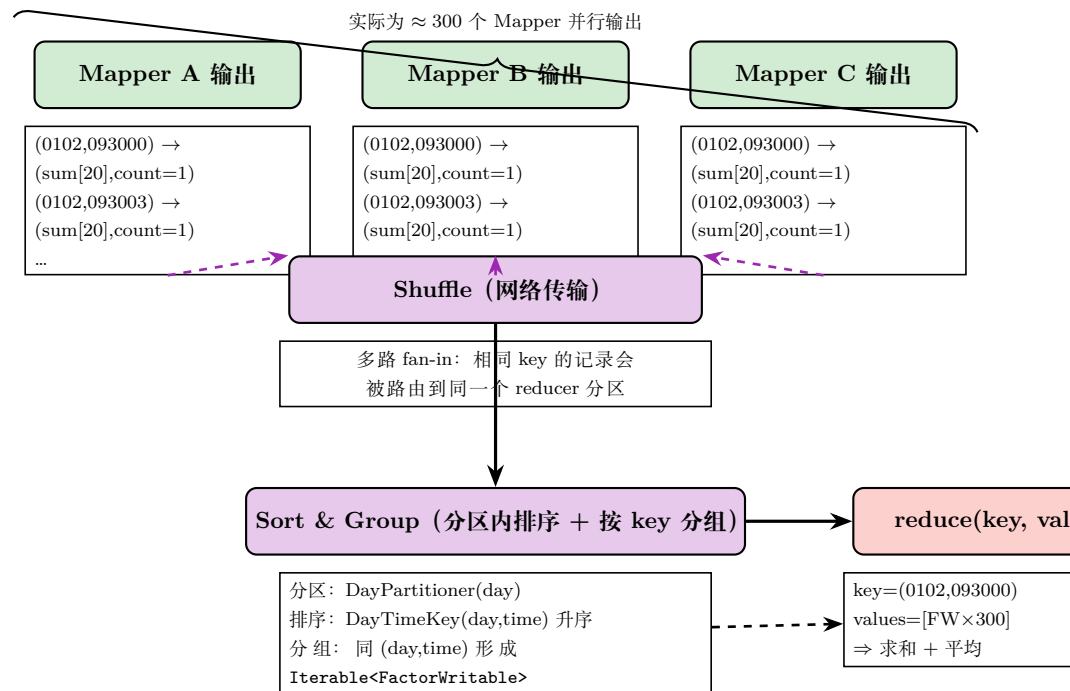 实际为 ≈ 300 个 Mapper 并行输出
Mapper A 输出
Mapper B 输出
Mapper C 输出
(0102,093000) →
(sum[20],count=1)
(0102,093003) →
(sum[20],count=1)
...
(0102,093000) →
(sum[20],count=1)
(0102,093003) →
(sum[20],count=1)
(0102,093000) →
(sum[20],count=1)
(0102,093003) →
(sum[20],count=1)
Shuffle（网络传输）
多路 fan-in：相同 key 的记录会
被路由到同一个 reducer 分区
Sort & Group（分区内排序 + 按 key 分组）
reduce(key, val
分区：DayPartitioner(day)
排序：DayTimeKey(day,time) 升序
分组：同 (day,time) 形成
Iterable<FactorWritable>
key=(0102,093000)
values=[FW×300]
⇒ 求和 + 平均